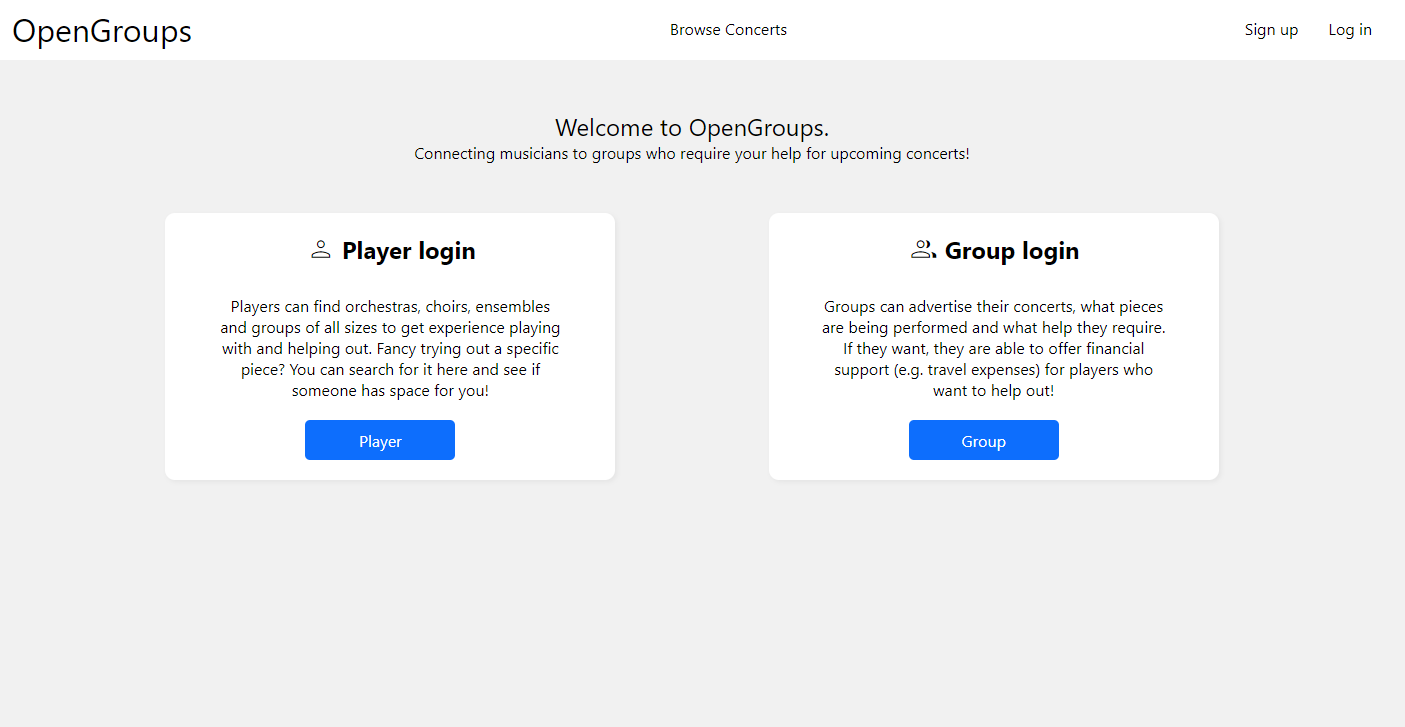 OpenGroups
Browse Concerts
Sign up
Log in
Welcome to OpenGroups.
Connecting musicians to groups who require your help for upcoming concerts!
Player login
Players can find orchestras, choirs, ensembles
and groups of all sizes to get experience playing
with and helping out. Fancy trying out a specific
piece? You can search for it here and see if
someone has space for you!
Player
Group login
Groups can advertise their concerts, what pieces
are being performed and what help they require.
If they want, they are able to offer financial
support (e.g. travel expenses) for players who
want to help out!
Group